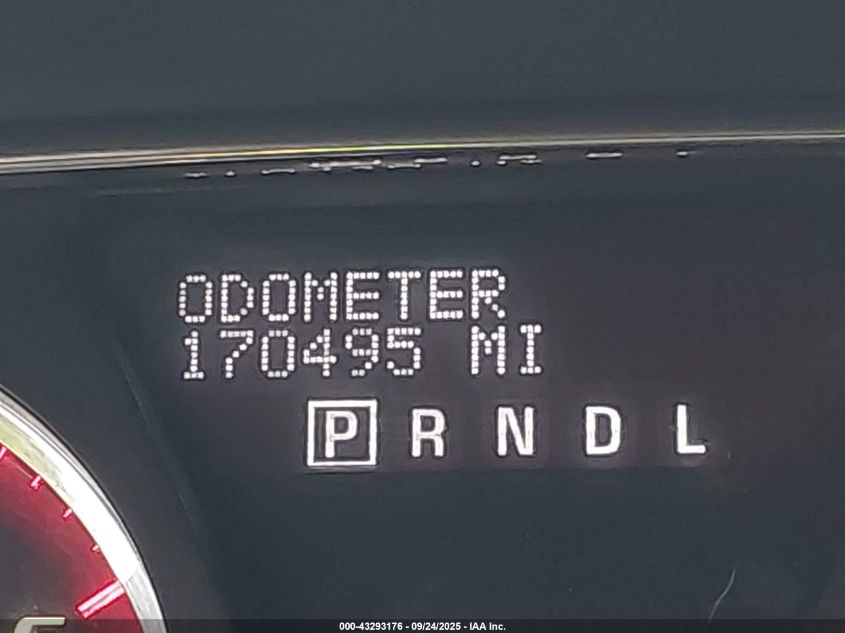 ODOMETER
170495 MI
P R N D L
000-43293176 - 09/24/2025 - IAA Inc.